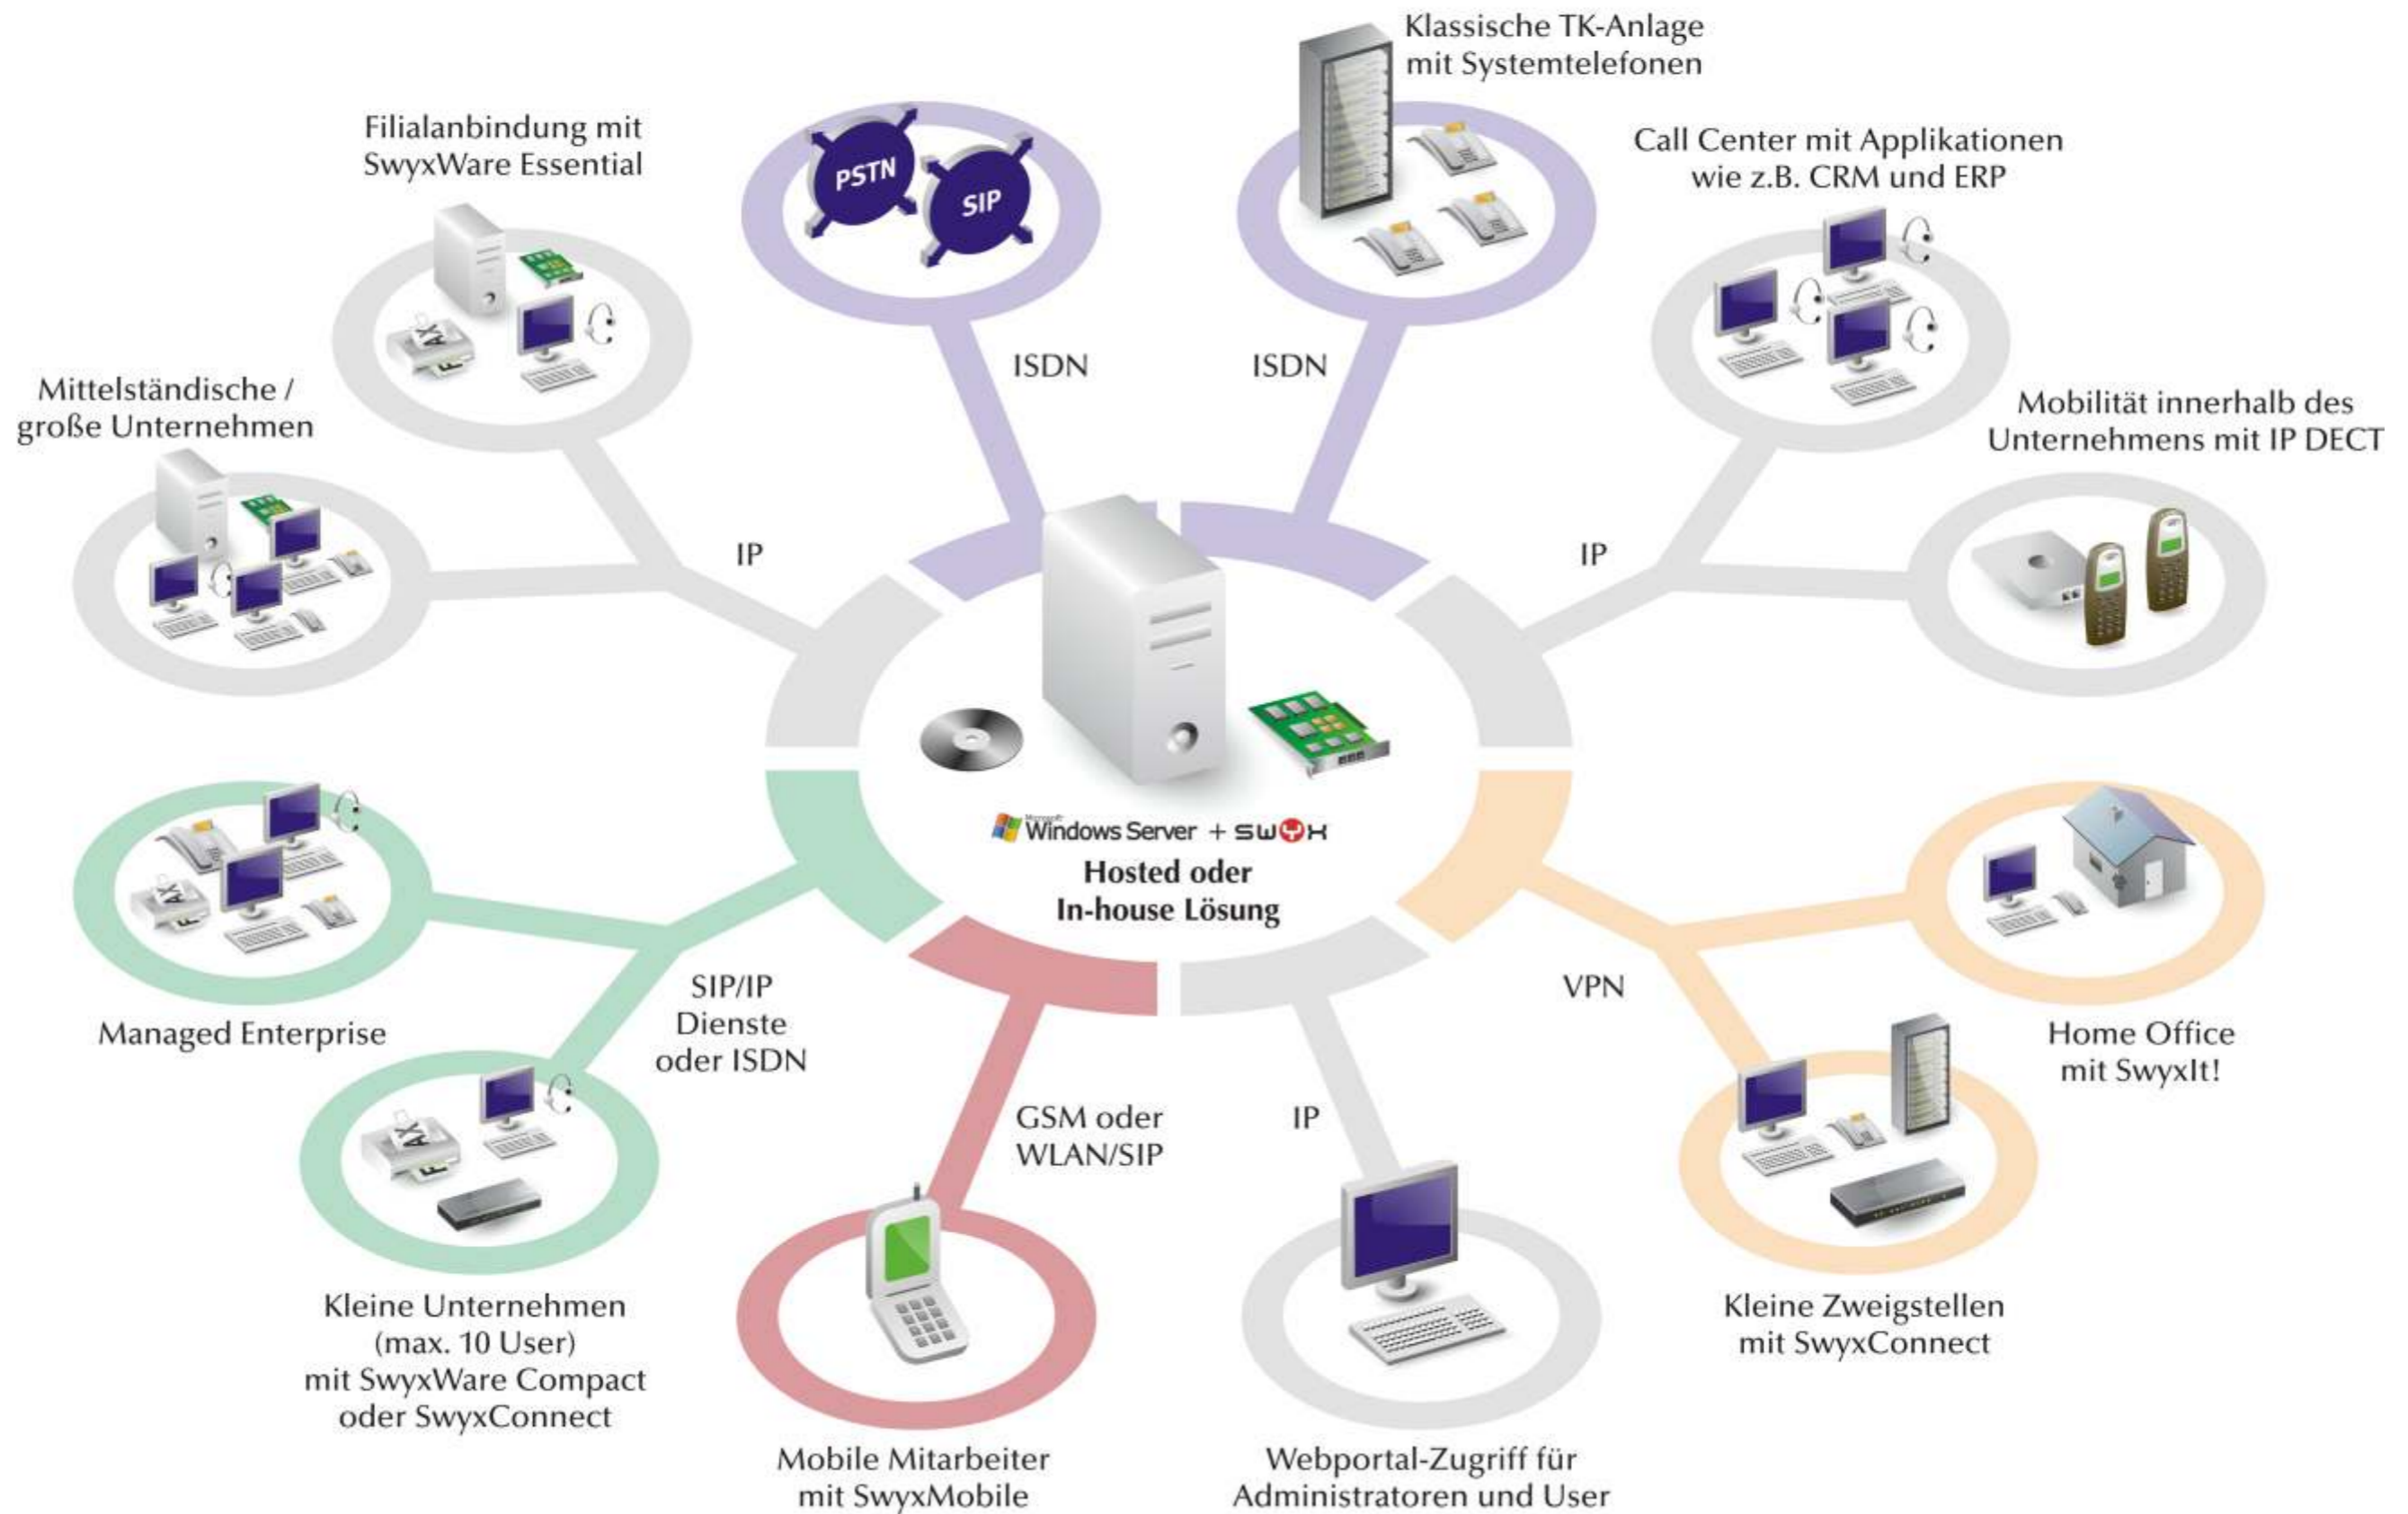 Klassische TK-Anlage
mit Systemtelefonen
Filialanbindung mit
SwyxWare Essential
PSTN
SIP
Call Center mit Applikationen
wie z.B. CRM und ERP
AX
F
ISDN
ISDN
Mittelständische /
große Unternehmen
Mobilität innerhalb des
Unternehmens mit IP DECT
IP
IP
Microsoft
Windows Server + swyx
Hosted oder
In-house Lösung
AX
F
SIP/IP
Dienste
oder ISDN
VPN
Managed Enterprise
Home Office
mit SwyxIt!
GSM oder
WLAN/SIP
IP
AX
F
Kleine Unternehmen
(max. 10 User)
mit SwyxWare Compact
oder SwyxConnect
Kleine Zweigstellen
mit SwyxConnect
Mobile Mitarbeiter
mit SwyxMobile
Webportal-Zugriff für
Administratoren und User